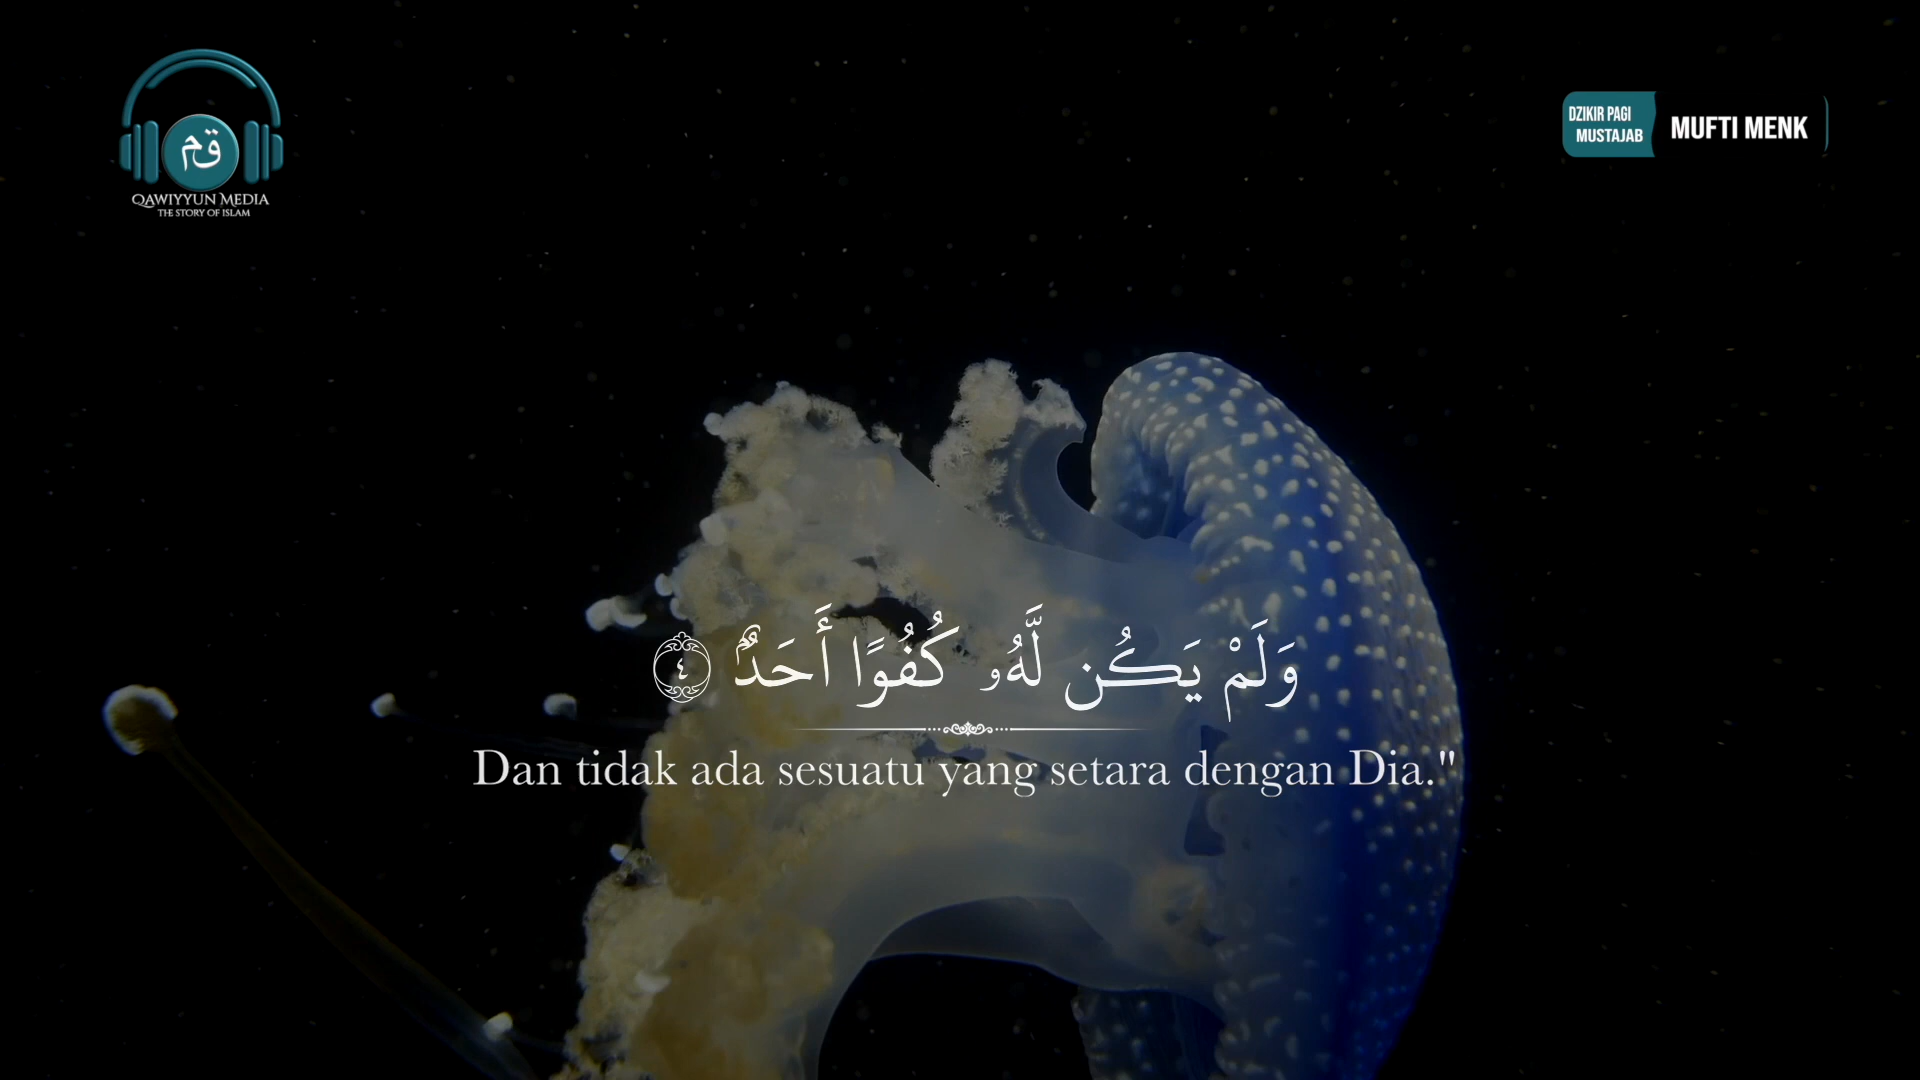 قم
QAWIYYUN MEDIA
THE STORY OF ISLAM
DZIKIR PAGI
MUSTAJAB
MUFTI MENK
وَلَمْ يَكُن لَّهُۥ كُفُوًا أَحَدٌۢ ٤
Dan tidak ada sesuatu yang setara dengan Dia."